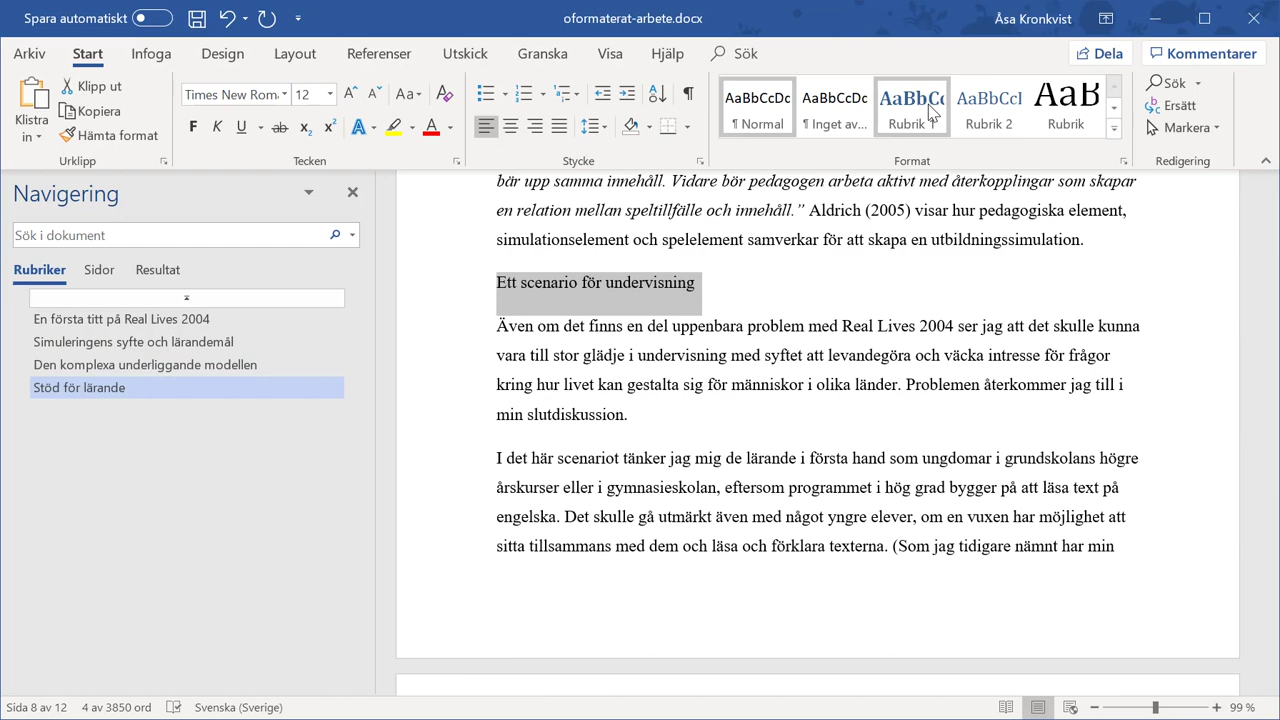 Spara automatiskt
oformaterat-arbete.docx
Åsa Kronkvist
Arkiv Start Infoga Design Layout Referenser Utskick Granska Visa Hjälp Sök
Dela Kommentarer
Klistra in
Klipp ut
Kopiera
Hämta format
Urklipp
Times New Rom 12
Aa
F K U ab x₂ x² A A
Tecken
Stycke
AaBbCcDc AaBbCcDc AaBbCc AaBbCcI AaB
¶ Normal ¶ Inget av... Rubrik 1 Rubrik 2 Rubrik
Format
Sök
Ersätt
Markera
Redigering
Navigering
Sök i dokument
Rubriker Sidor Resultat
En första titt på Real Lives 2004
Simuleringens syfte och lärandemål
Den komplexa underliggande modellen
Stöd för lärande
bär upp samma innehåll. Vidare bör pedagogen arbeta aktivt med återkopplingar som skapar
en relation mellan speltillfälle och innehåll.” Aldrich (2005) visar hur pedagogiska element,
simulationselement och spelelement samverkar för att skapa en utbildningssimulation.
Ett scenario för undervisning
Även om det finns en del uppenbara problem med Real Lives 2004 ser jag att det skulle kunna
vara till stor glädje i undervisning med syftet att levandegöra och väcka intresse för frågor
kring hur livet kan gestalta sig för människor i olika länder. Problemen återkommer jag till i
min slutdiskussion.
I det här scenariot tänker jag mig de lärande i första hand som ungdomar i grundskolans högre
årskurser eller i gymnasieskolan, eftersom programmet i hög grad bygger på att läsa text på
engelska. Det skulle gå utmärkt även med något yngre elever, om en vuxen har möjlighet att
sitta tillsammans med dem och läsa och förklara texterna. (Som jag tidigare nämnt har min
Sida 8 av 12 4 av 3850 ord Svenska (Sverige)
99 %